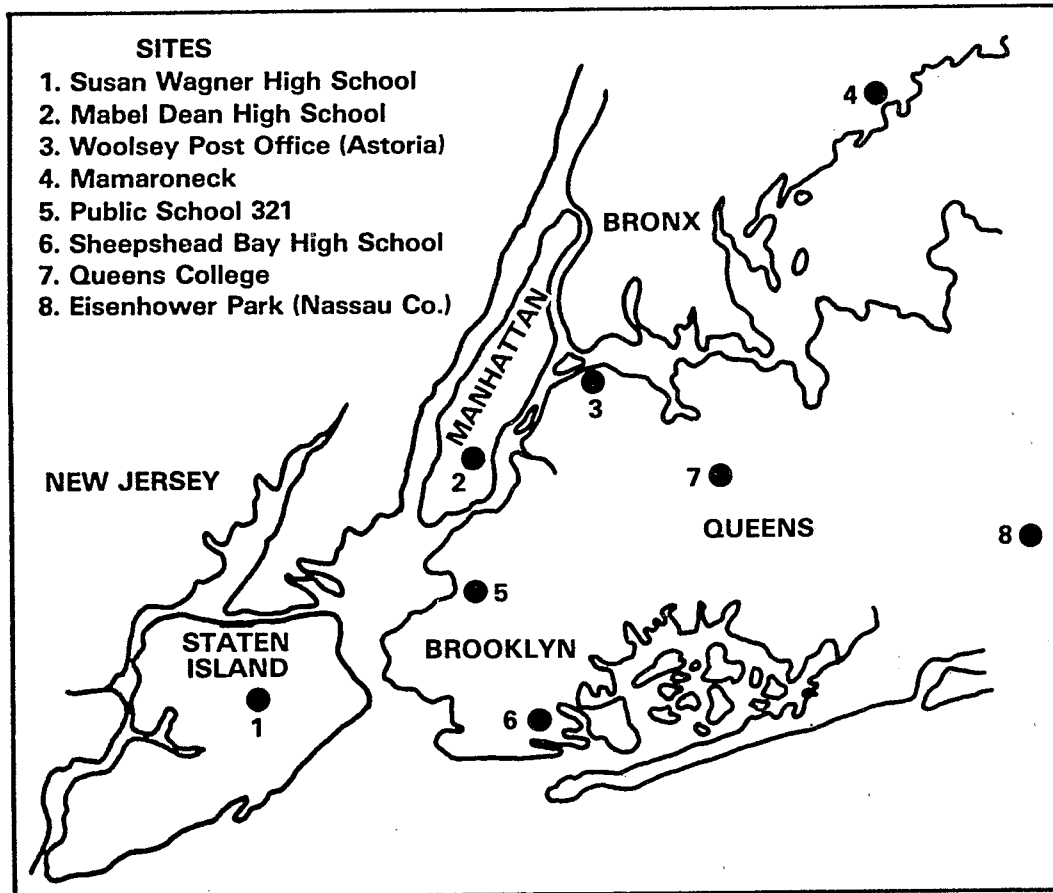 SITES
1. Susan Wagner High School
2. Mabel Dean High School
3. Woolsey Post Office (Astoria)
4. Mamaroneck
5. Public School 321
6. Sheepshead Bay High School
7. Queens College
8. Eisenhower Park (Nassau Co.)
4
BRONX
MANHATTAN
3
2
NEW JERSEY
7
QUEENS
8
5
STATEN
ISLAND
BROOKLYN
1
6